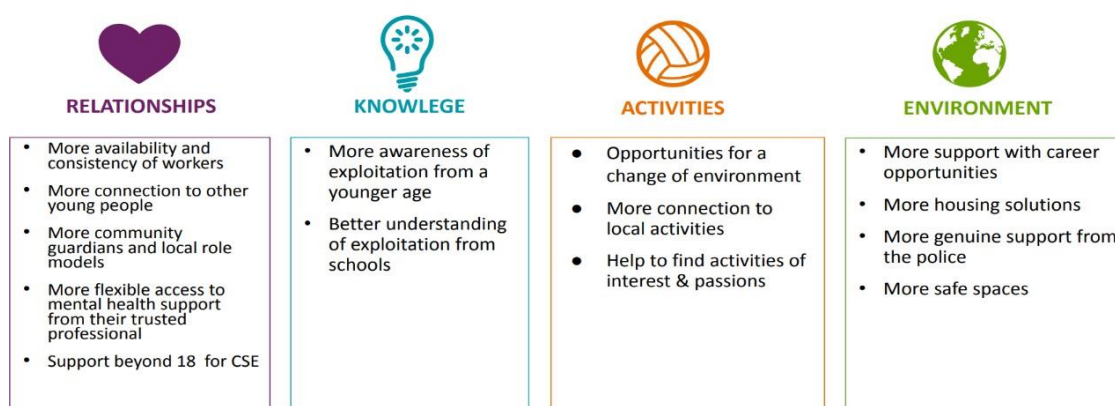 RELATIONSHIPS
• More availability and
consistency of workers
• More connection to other
young people
• More community
guardians and local role
models
• More flexible access to
mental health support
from their trusted
professional
• Support beyond 18 for CSE
KNOWLEGE
• More awareness of
exploitation from a
younger age
• Better understanding
of exploitation from
schools
ACTIVITIES
● Opportunities for a
change of environment
● More connection to
local activities
● Help to find activities of
interest & passions
ENVIRONMENT
• More support with career
opportunities
• More housing solutions
• More genuine support from
the police
• More safe spaces